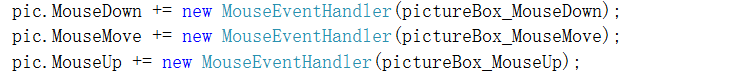 pic.MouseDown += new MouseEventHandler(pictureBox_MouseDown);
pic.MouseMove += new MouseEventHandler(pictureBox_MouseMove);
pic.MouseUp += new MouseEventHandler(pictureBox_MouseUp);